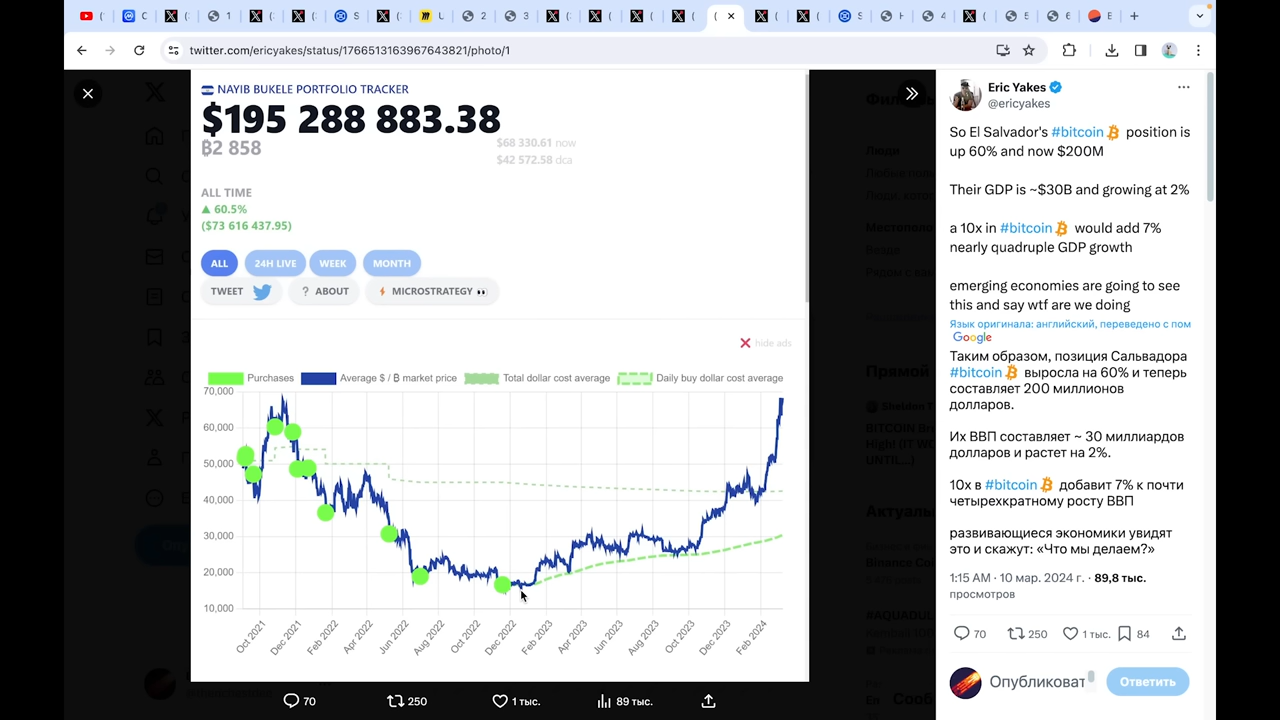 twitter.com/ericyakes/status/1766513163967643821/photo/1
NAYIB BUKELE PORTFOLIO TRACKER
$195 288 883.38
₿2 858
$68 330.61 now
$42 572.58 dca
ALL TIME
▲ 60.5%
($73 616 437.95)
ALL
24H LIVE
WEEK
MONTH
TWEET
? ABOUT
MICROSTRATEGY
hide ads
Purchases
Average $ / ₿ market price
Total dollar cost average
Daily buy dollar cost average
70,000
60,000
50,000
40,000
30,000
20,000
10,000
Oct 2021
Dec 2021
Feb 2022
Apr 2022
Jun 2022
Aug 2022
Oct 2022
Dec 2022
Feb 2023
Apr 2023
Jun 2023
Aug 2023
Oct 2023
Dec 2023
Feb 2024
70
250
1 тыс.
89 тыс.
Eric Yakes
@ericyakes
So El Salvador's #bitcoin position is
up 60% and now $200M
Their GDP is ~$30B and growing at 2%
a 10x in #bitcoin would add 7%
nearly quadruple GDP growth
emerging economies are going to see
this and say wtf are we doing
Язык оригинала: английский, переведено с пом
Google
Таким образом, позиция Сальвадора
#bitcoin выросла на 60% и теперь
составляет 200 миллионов
долларов.
Их ВВП составляет ~ 30 миллиардов
долларов и растет на 2%.
10x в #bitcoin добавит 7% к почти
четырехкратному росту ВВП
развивающиеся экономики увидят
это и скажут: «Что мы делаем?»
1:15 AM · 10 мар. 2024 г. · 89,8 тыс.
просмотров
70
250
1 тыс.
84
Опубликоват
Ответить